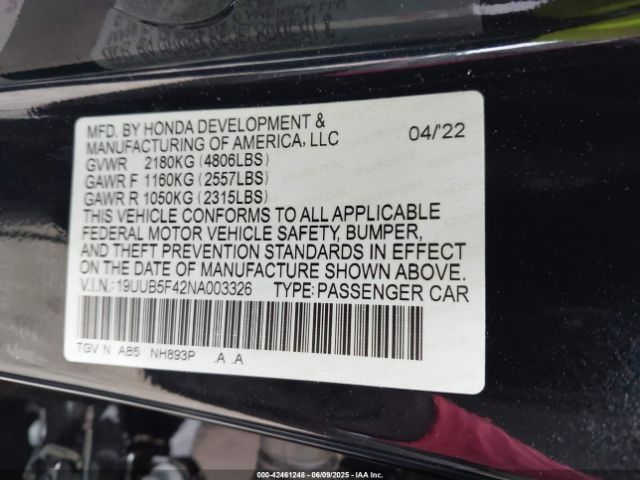 MFD. BY HONDA DEVELOPMENT &
MANUFACTURING OF AMERICA, LLC 04/'22
GVWR 2180KG (4806LBS)
GAWR F 1160KG (2557LBS)
GAWR R 1050KG (2315LBS)
THIS VEHICLE CONFORMS TO ALL APPLICABLE
FEDERAL MOTOR VEHICLE SAFETY, BUMPER,
AND THEFT PREVENTION STANDARDS IN EFFECT
ON THE DATE OF MANUFACTURE SHOWN ABOVE.
V.I.N.: 19UUB5F42NA003326 TYPE: PASSENGER CAR
TGV N AB5 NH893P .A .A
000-42461248 - 06/09/2025 - IAA Inc.